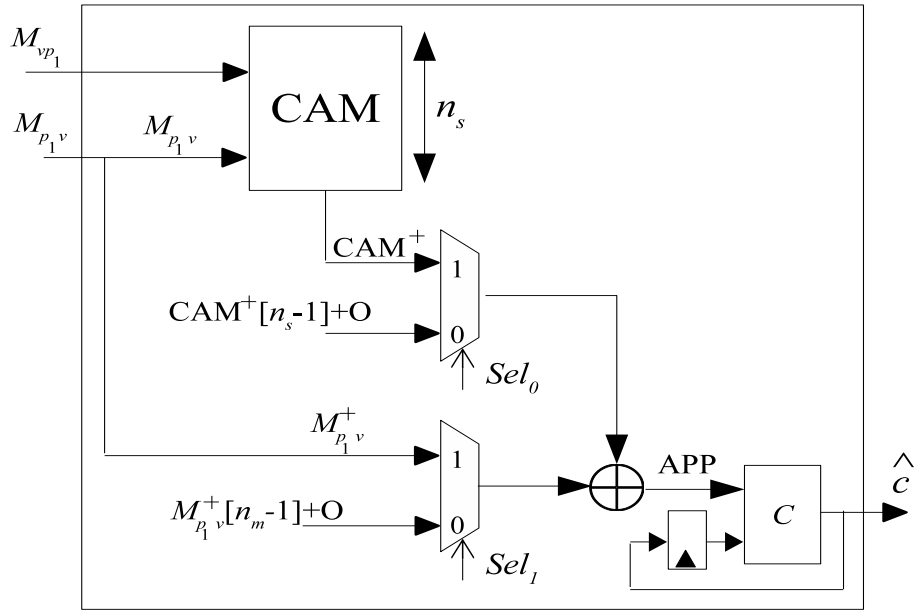 M_{vp_1}
CAM
n_s
M_{p_1 v} M_{p_1 v}
CAM^+
1
CAM^+[n_s-1]+O
0
Sel_0
M^+_{p_1 v}
1
APP
ĉ
M^+_{p_1 v}[n_m-1]+O
0
C
Sel_1